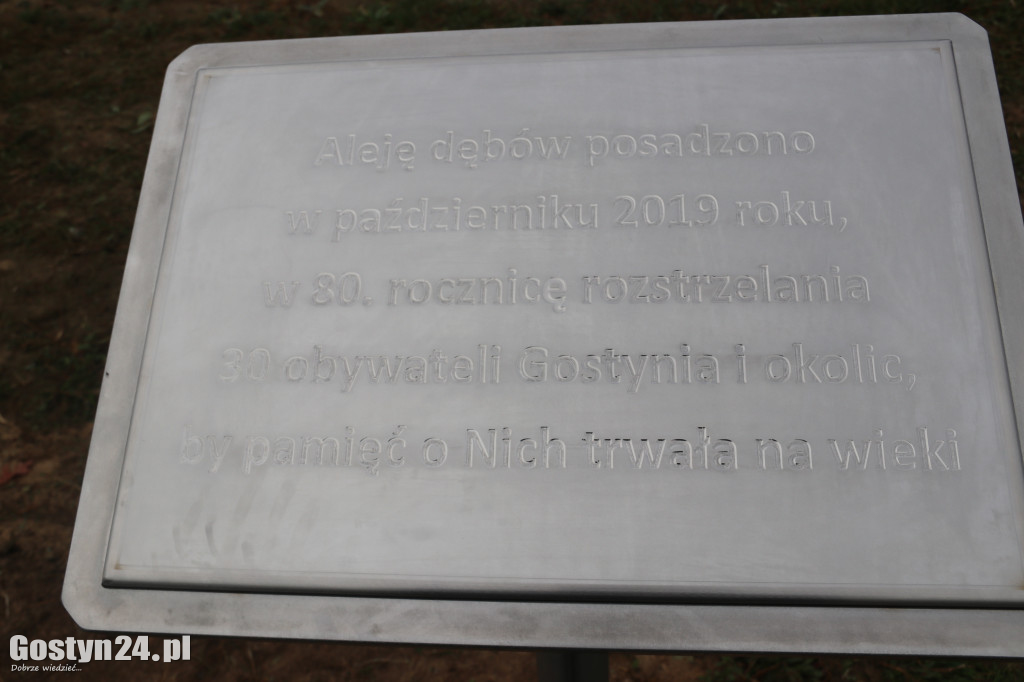 Aleję dębów posadzono
w październiku 2019 roku,
w 80. rocznicę rozstrzelania
30 obywateli Gostynia i okolic,
by pamięć o Nich trwała na wieki
Gostyn24.pl
Dobrze wiedzieć...